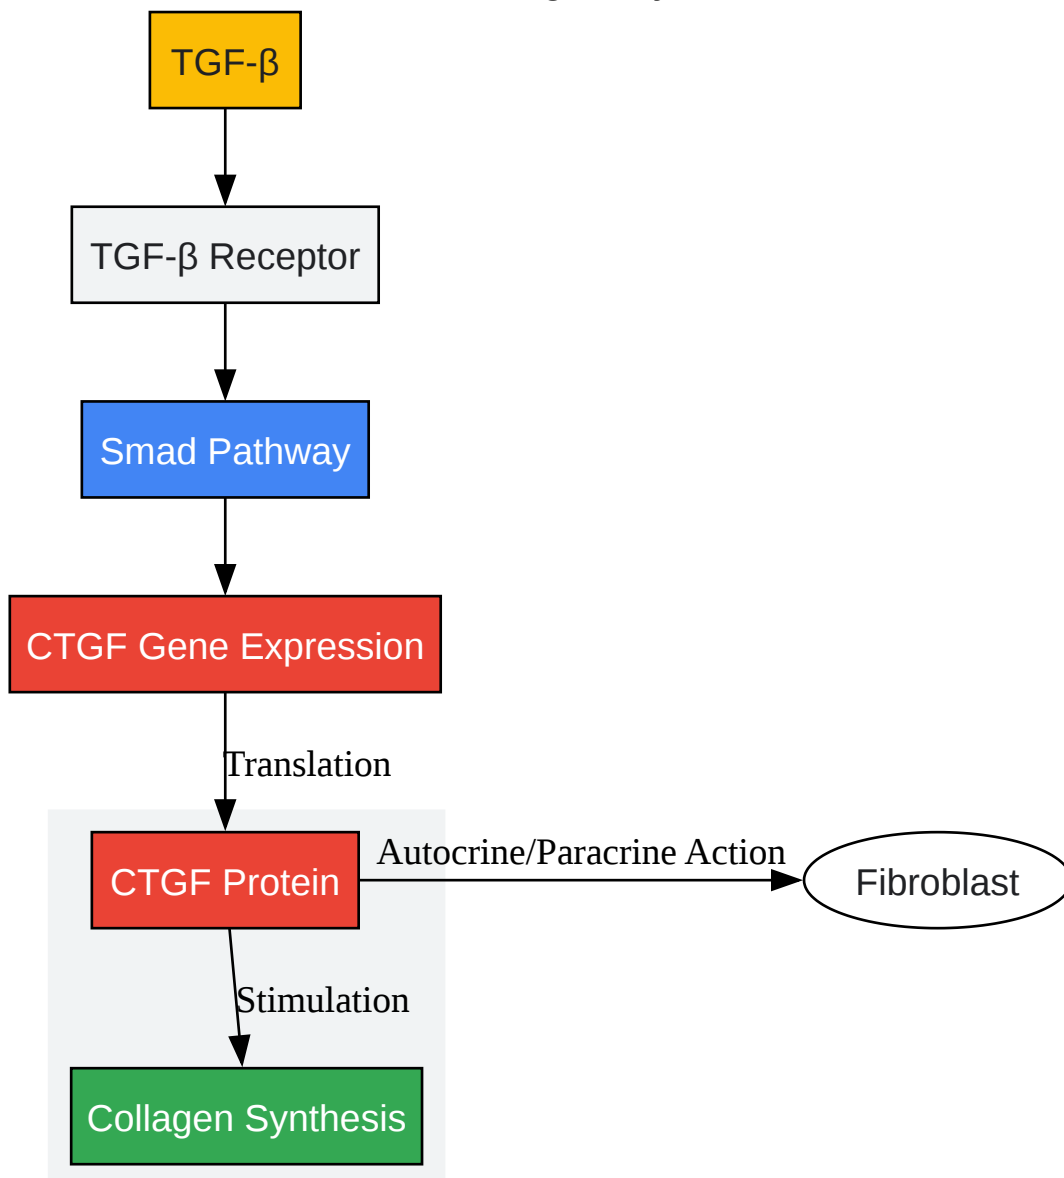 TGF-β
TGF-β Receptor
Smad Pathway
CTGF Gene Expression
Translation
CTGF Protein
Autocrine/Paracrine Action
Fibroblast
Stimulation
Collagen Synthesis